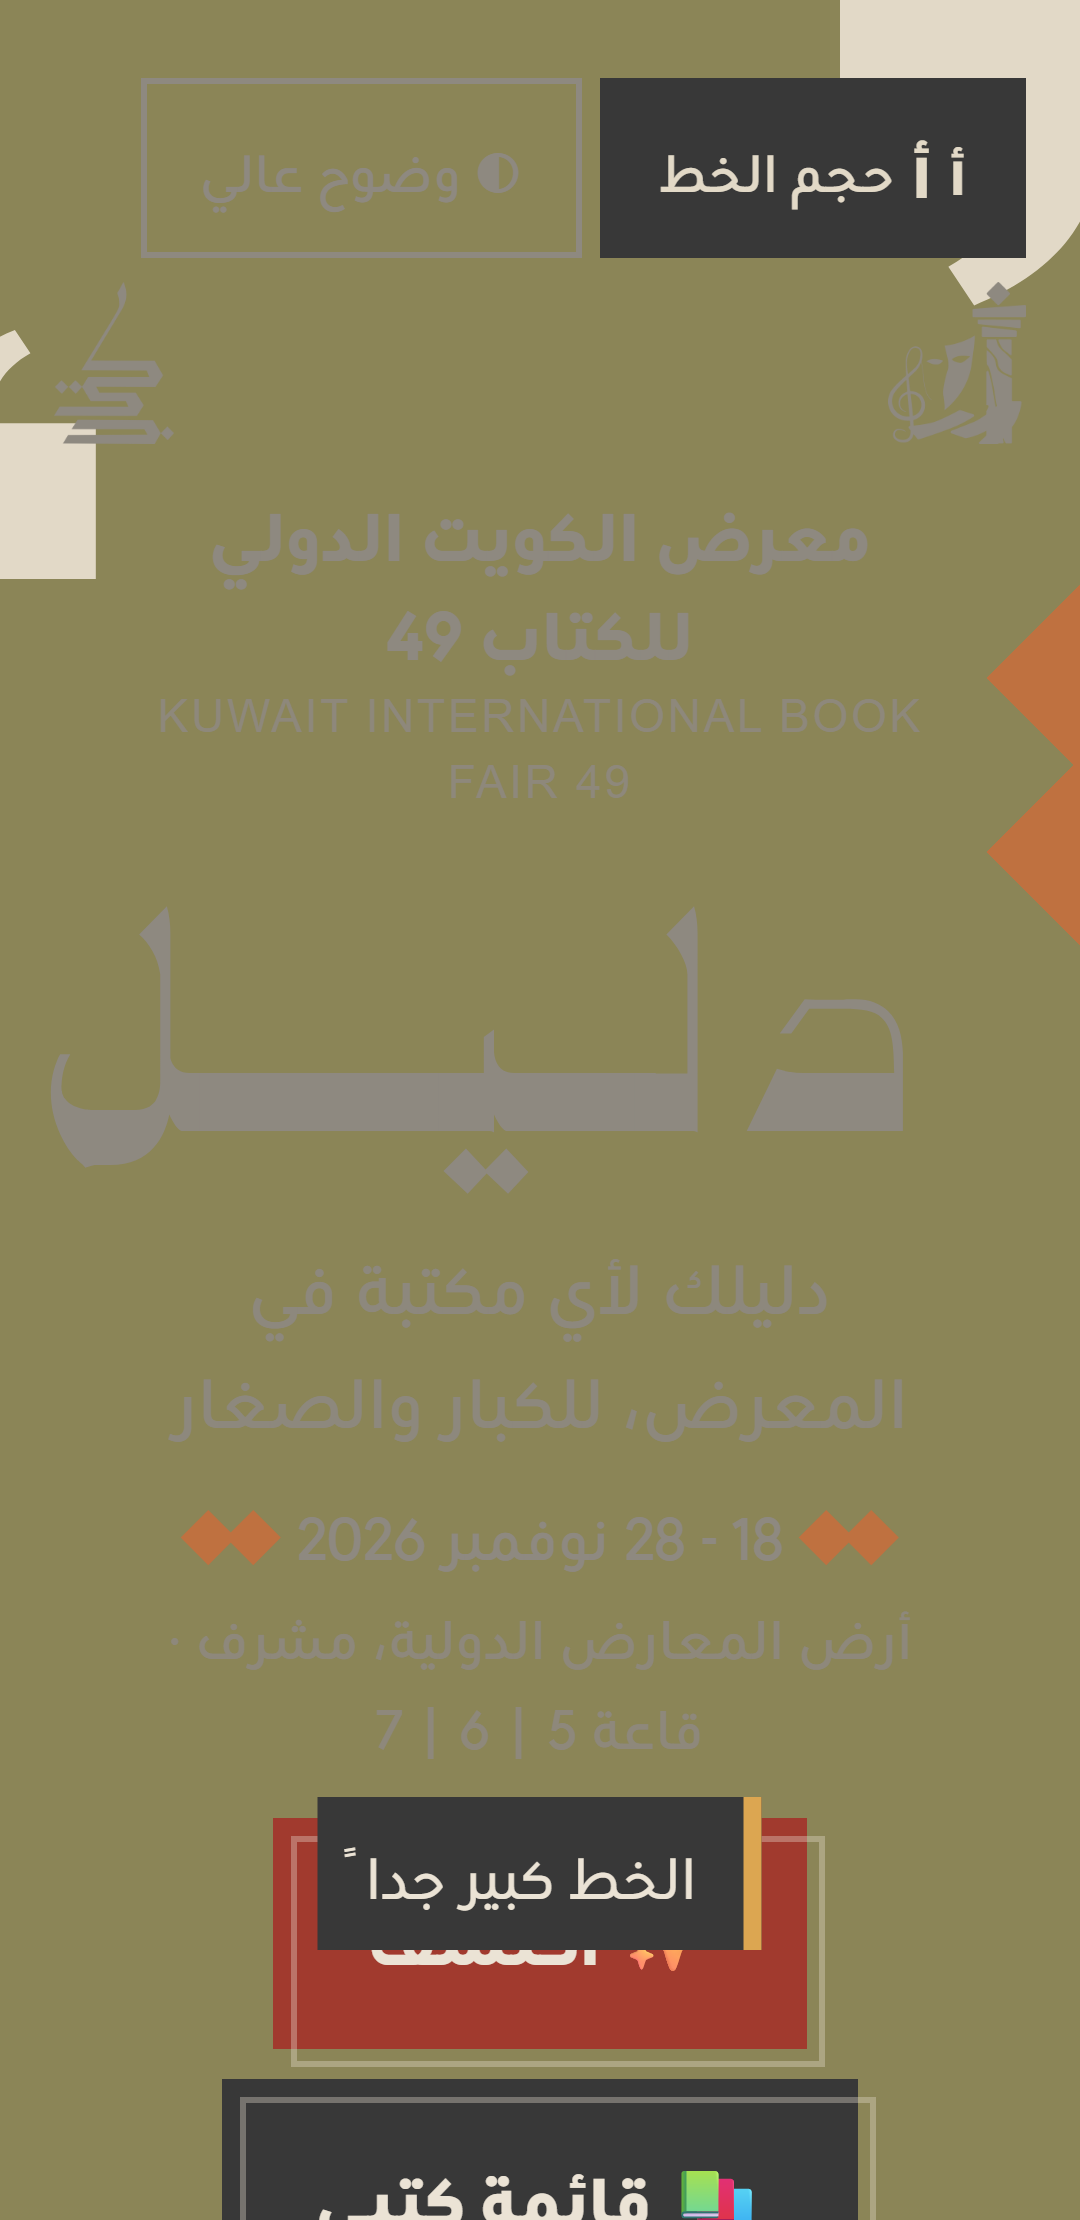 أ أ حجم الخط
وضوح عالي
معرض الكويت الدولي
للكتاب 49
KUWAIT INTERNATIONAL BOOK
FAIR 49
دليل
دليلك لأي مكتبة في
المعرض، للكبار والصغار
18 - 28 نوفمبر 2026
أرض المعارض الدولية، مشرف ·
قاعة 5 | 6 | 7
الخط كبير جداً
قائمة كتبي